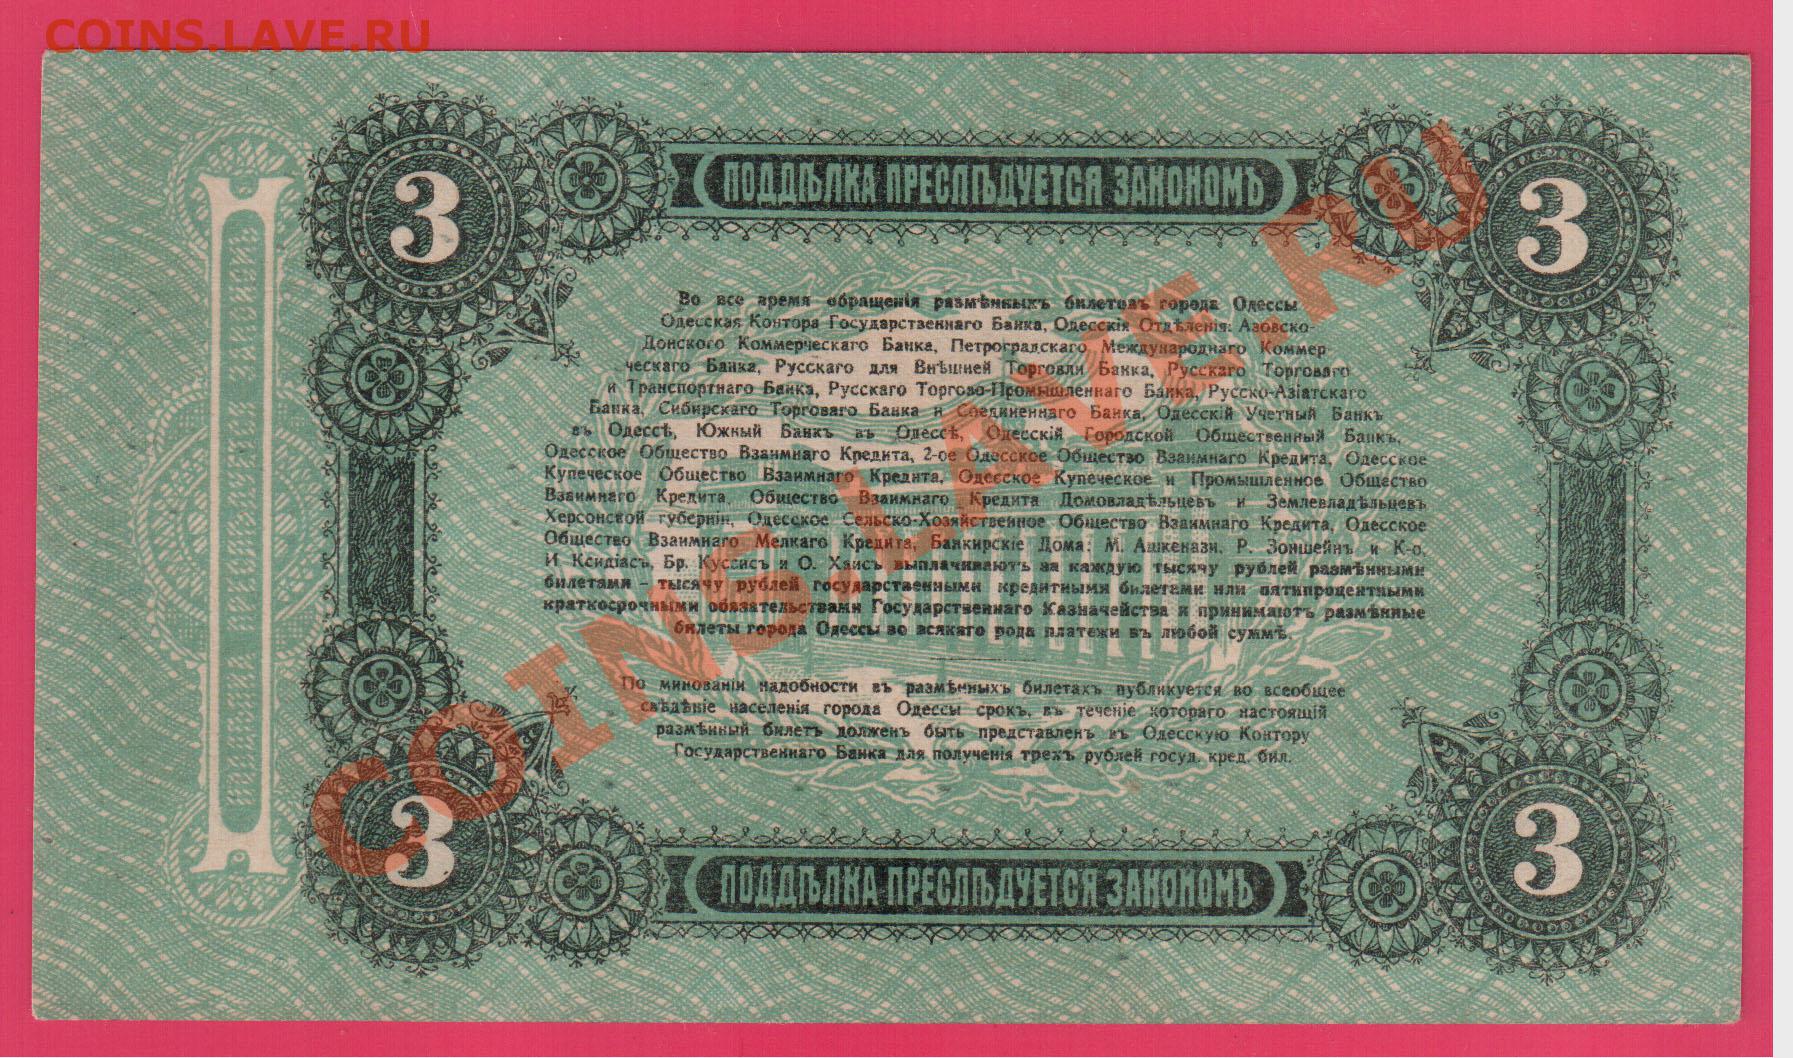 COINS.LAVE.RU
ПОДДѢЛКА ПРЕСЛѢДУЕТСЯ ЗАКОНОМЪ
3
3
Во все время обращенія размѣнныхъ билетовъ города Одессы
Одесская Контора Государственнаго Банка, Одесскія Отдѣленія: Азовско-
Донского Коммерческаго Банка, Петроградскаго Международнаго Коммер
ческаго Банка, Русскаго для Внѣшней Торговли Банка, Русскаго Торговаго
и Транспортнаго Банка, Русскаго Торгово-Промышленнаго Банка, Русско-Азіатскаго
Банка, Сибирскаго Торговаго Банка и Соединеннаго Банка, Одесскій Учетный Банкъ
въ Одессѣ, Южный Банкъ въ Одессѣ, Одесскій Городской Общественный Банкъ,
Одесское Общество Взаимнаго Кредита, 2-ое Одесское Общество Взаимнаго Кредита, Одесское
Купеческое Общество Взаимнаго Кредита, Одесское Купеческое и Промышленное Общество
Взаимнаго Кредита, Общество Взаимнаго Кредита Домовладѣльцевъ и Землевладѣльцевъ
Херсонской губерніи, Одесское Сельско-Хозяйственное Общество Взаимнаго Кредита, Одесское
Общество Взаимнаго Мелкаго Кредита, Банкирскіе Дома: М. Ашкенази, Р. Зоншейнъ и К-о,
И. Ксидіасъ, Бр. Куссисъ и О. Хаисъ выплачиваютъ за каждую тысячу рублей размѣнными
билетами – тысячу рублей государственными кредитными билетами или пятипроцентными
краткосрочными обязательствами Государственнаго Казначейства и принимаютъ размѣнные
билеты города Одессы во всякаго рода платежи въ любой суммѣ.
По минованіи надобности въ размѣнныхъ билетахъ публикуется во всеобщее
свѣдѣніе населенія города Одессы срокъ, въ теченіе котораго настоящій
размѣнный билетъ долженъ быть представленъ въ Одесскую Контору
Государственнаго Банка для полученія трехъ рублей госуд. кред. бил.
3
3
ПОДДѢЛКА ПРЕСЛѢДУЕТСЯ ЗАКОНОМЪ
COINS.LAVE.RU